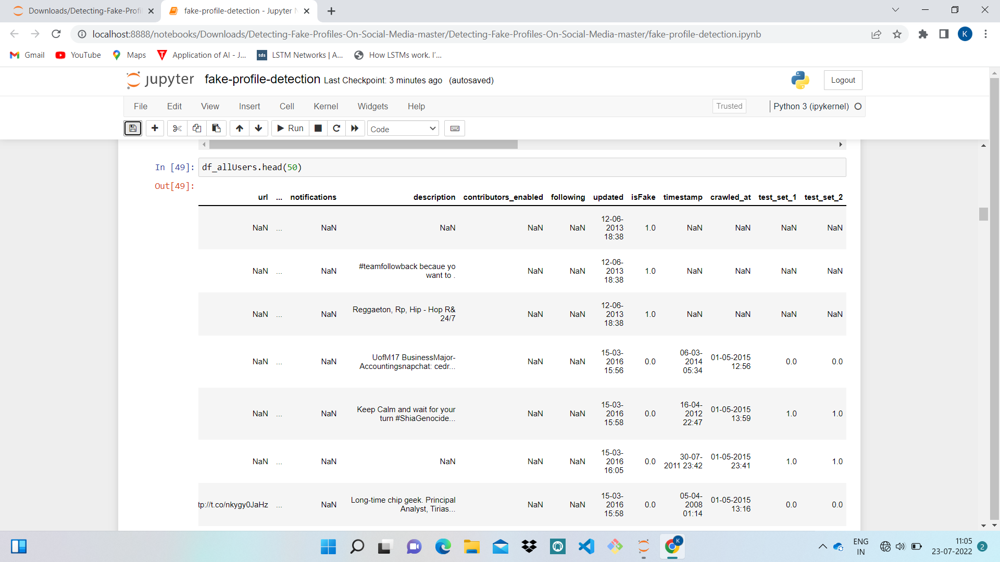 Downloads/Detecting-Fake-Profi
fake-profile-detection - Jupyter N
localhost:8888/notebooks/Downloads/Detecting-Fake-Profiles-On-Social-Media-master/Detecting-Fake-Profiles-On-Social-Media-master/fake-profile-detection.ipynb
K
Gmail YouTube Maps Application of AI - J... tds LSTM Networks | A... How LSTMs work. I'...
jupyter fake-profile-detection Last Checkpoint: 3 minutes ago (autosaved) Logout
File Edit View Insert Cell Kernel Widgets Help Trusted Python 3 (ipykernel)
Run Code
In [49]: df_allUsers.head(50)
Out[49]:
url ... notifications description contributors_enabled following updated isFake timestamp crawled_at test_set_1 test_set_2
12-06-
NaN ... NaN NaN NaN NaN 2013 1.0 NaN NaN NaN NaN
18:38
12-06-
#teamfollowback becaue yo
NaN ... NaN NaN NaN 2013 1.0 NaN NaN NaN NaN
want to .
18:38
12-06-
Reggaeton, Rp, Hip - Hop R&
NaN ... NaN NaN NaN 2013 1.0 NaN NaN NaN NaN
24/7
18:38
15-03- 06-03-
UofM17 BusinessMajor- 01-05-2015
NaN ... NaN NaN NaN 2016 0.0 2014 0.0 0.0
Accountingsnapchat: cedr... 12:56
15:56 05:34
15-03- 16-04-
Keep Calm and wait for your 01-05-2015
NaN ... NaN NaN NaN 2016 0.0 2012 1.0 1.0
turn #ShiaGenocide... 13:59
15:58 22:47
15-03-
30-07- 01-05-2015
NaN ... NaN NaN NaN NaN 2016 0.0 1.0 1.0
2011 23:42 23:41
16:05
15-03- 05-04-
Long-time chip geek. Principal 01-05-2015
tp://t.co/nkygy0JaHz ... NaN NaN NaN 2016 0.0 2008 0.0 0.0
Analyst, Tirias... 13:16
15:58 01:14
K
ENG
IN
11:05
23-07-2022
2